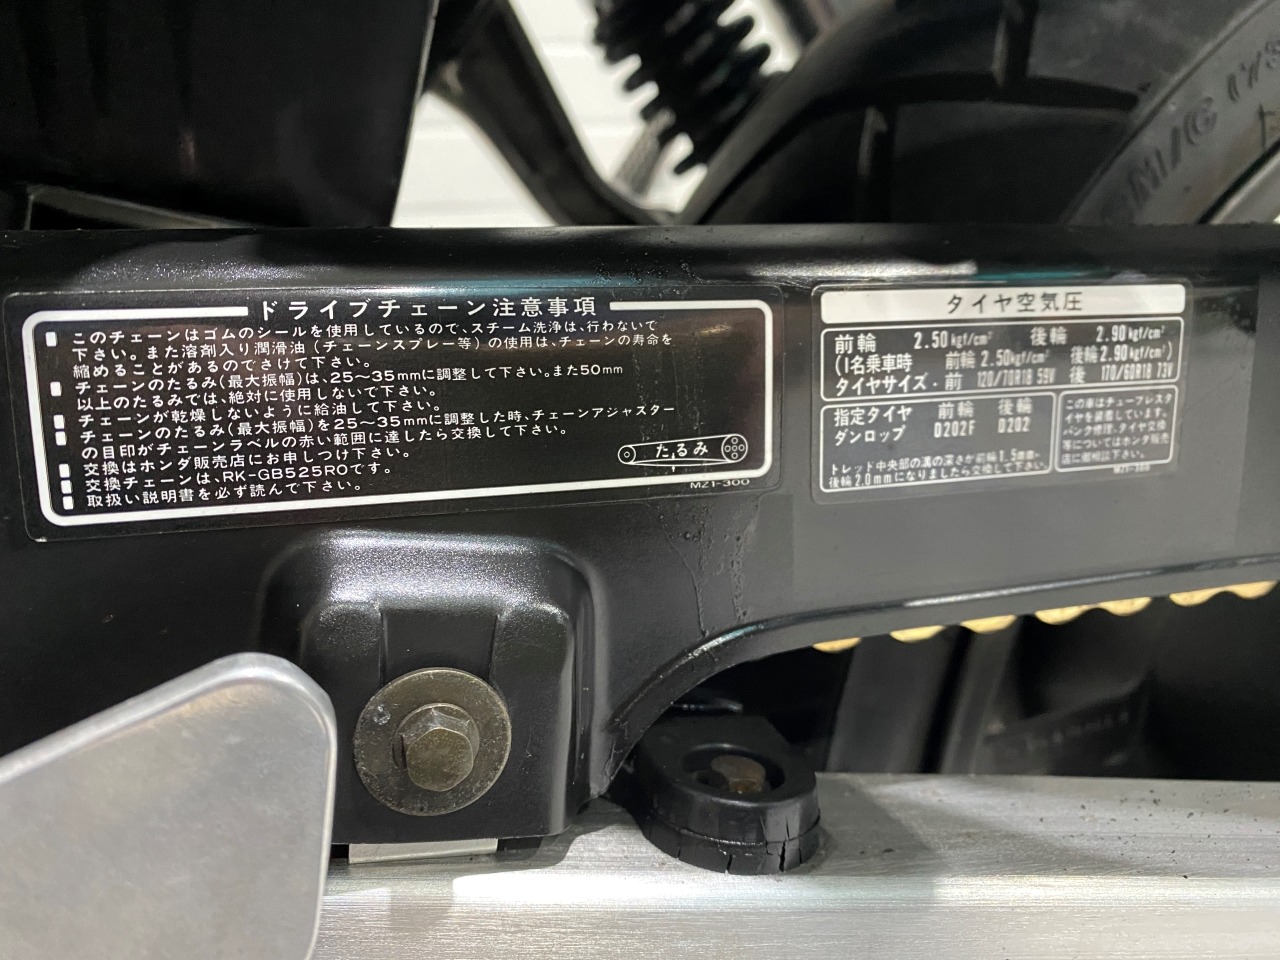 ドライブチェーン注意事項
このチェーンはゴムのシールを使用しているので、スチーム洗浄は、行わないで
下さい。また溶剤入り潤滑油(チェーンスプレー等)の使用は、チェーンの寿命を
縮めることがあるのでさけて下さい。
チェーンのたるみ(最大振幅)は、25〜35mmに調整して下さい。また50mm
以上のたるみでは、絶対に使用しないで下さい。
チェーンが乾燥しないように給油して下さい。
チェーンのたるみ(最大振幅)を25〜35mmに調整した時、チェーンアジャスター
の目印がチェーンラベルの赤い範囲に達したら交換して下さい。
交換はホンダ販売店にお申しつけ下さい。
交換チェーンは、RK-GB525ROです。
取扱い説明書を必ず読んで下さい。
たるみ
MZ1-300
タイヤ空気圧
前輪 2.50kgf/cm² 後輪 2.90kgf/cm²
(1名乗車時 前輪 2.50kgf/cm² 後輪2.90kgf/cm²)
タイヤサイズ・前 120/70R18 59V 後 170/60R18 73V
指定タイヤ 前輪 後輪
ダンロップ D202F D202
トレッド中央部の溝の深さが前輪1.5mm
後輪2.0mmになりましたら交換して下さい
この車はチューブレスタ
イヤを装着しています。
パンク修理、タイヤ交換
等についてはホンダ販売
店に御相談下さい。
MZ1-300
M/C